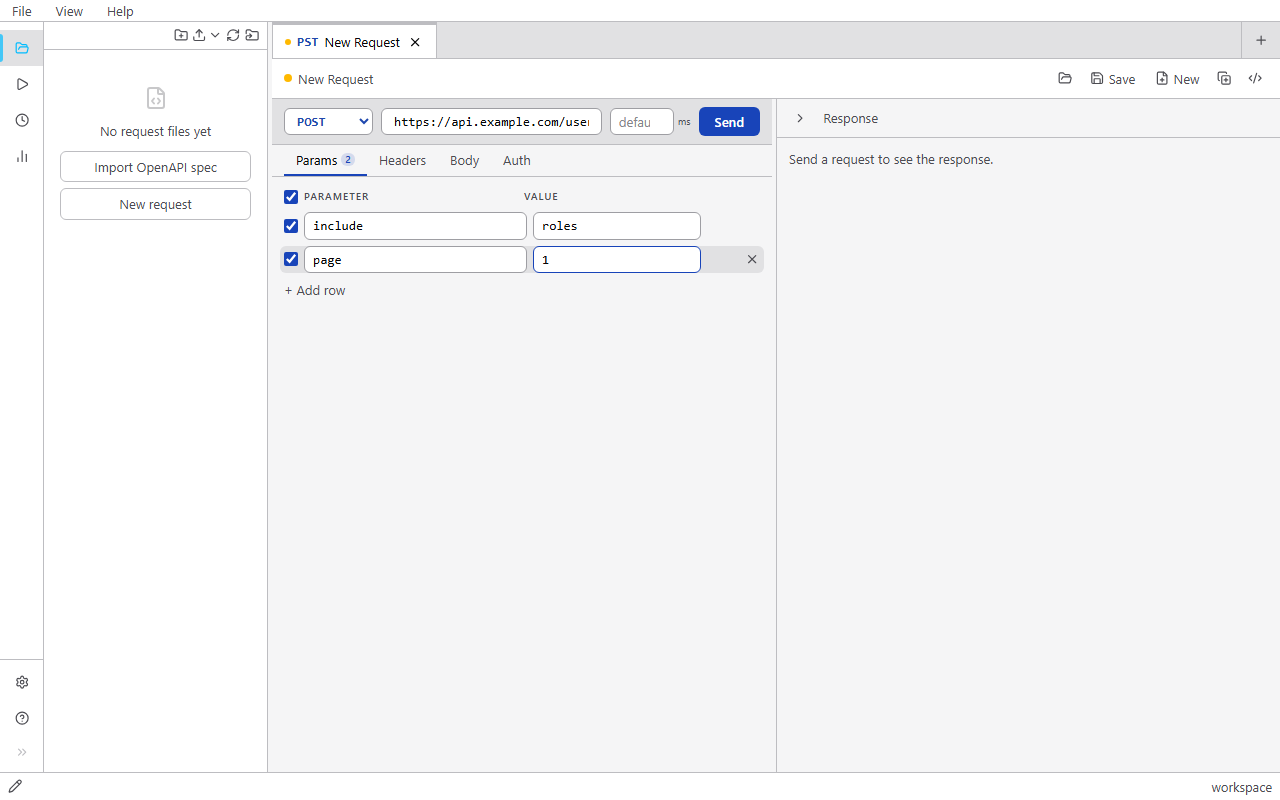 File View Help
PST New Request
New Request
Save
New
No request files yet
Import OpenAPI spec
New request
POST
https://api.example.com/user
defau
ms
Send
Response
Params 2
Headers
Body
Auth
Send a request to see the response.
PARAMETER VALUE
include roles
page 1
+ Add row
workspace